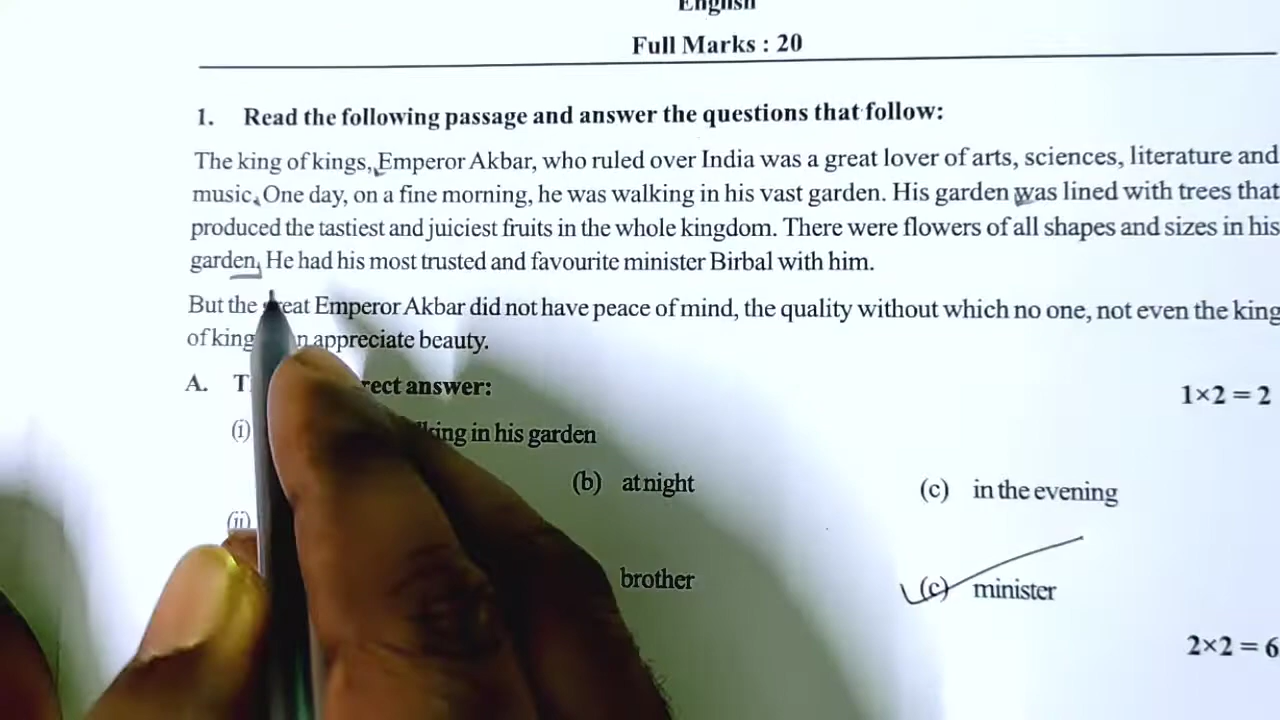 English
Full Marks : 20
1. Read the following passage and answer the questions that follow:
The king of kings, Emperor Akbar, who ruled over India was a great lover of arts, sciences, literature and
music. One day, on a fine morning, he was walking in his vast garden. His garden was lined with trees that
produced the tastiest and juiciest fruits in the whole kingdom. There were flowers of all shapes and sizes in his
garden. He had his most trusted and favourite minister Birbal with him.
But the great Emperor Akbar did not have peace of mind, the quality without which no one, not even the king
of appreciate beauty.
A. answer:
(i) in his garden
(b) at night (c) in the evening
(ii)
brother (c) minister
2×2 = 6
1×2 = 2